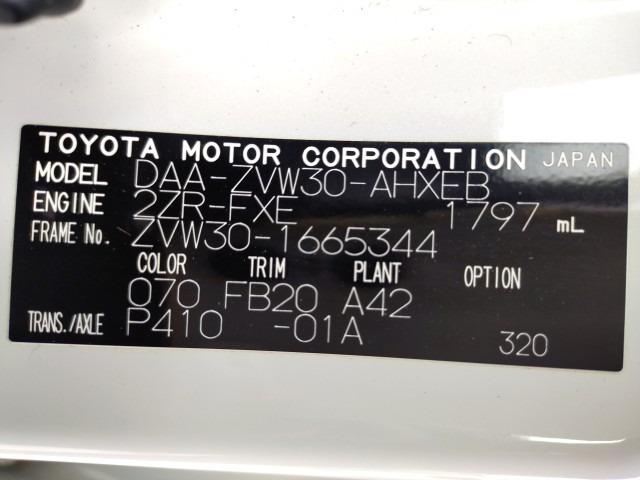 TOYOTA MOTOR CORPORATION JAPAN
MODEL DAA-ZVW30-AHXEB
ENGINE 2ZR-FXE 1797 mL
FRAME No. ZVW30-1665344
COLOR TRIM PLANT OPTION
070 FB20 A42
TRANS./AXLE P410 -01A 320